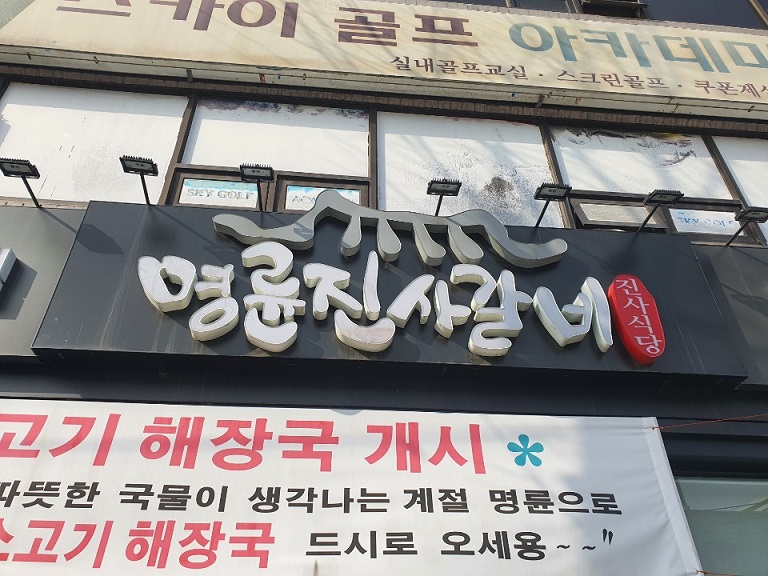 스카이 골프 아카데미
실내골프교실 · 스크린골프 · 쿠폰제
SKY GOLF
명륜진사갈비
진사식당
고기 해장국 개시 *
따뜻한 국물이 생각나는 계절 명륜으로
소고기 해장국 드시로 오세용~~"